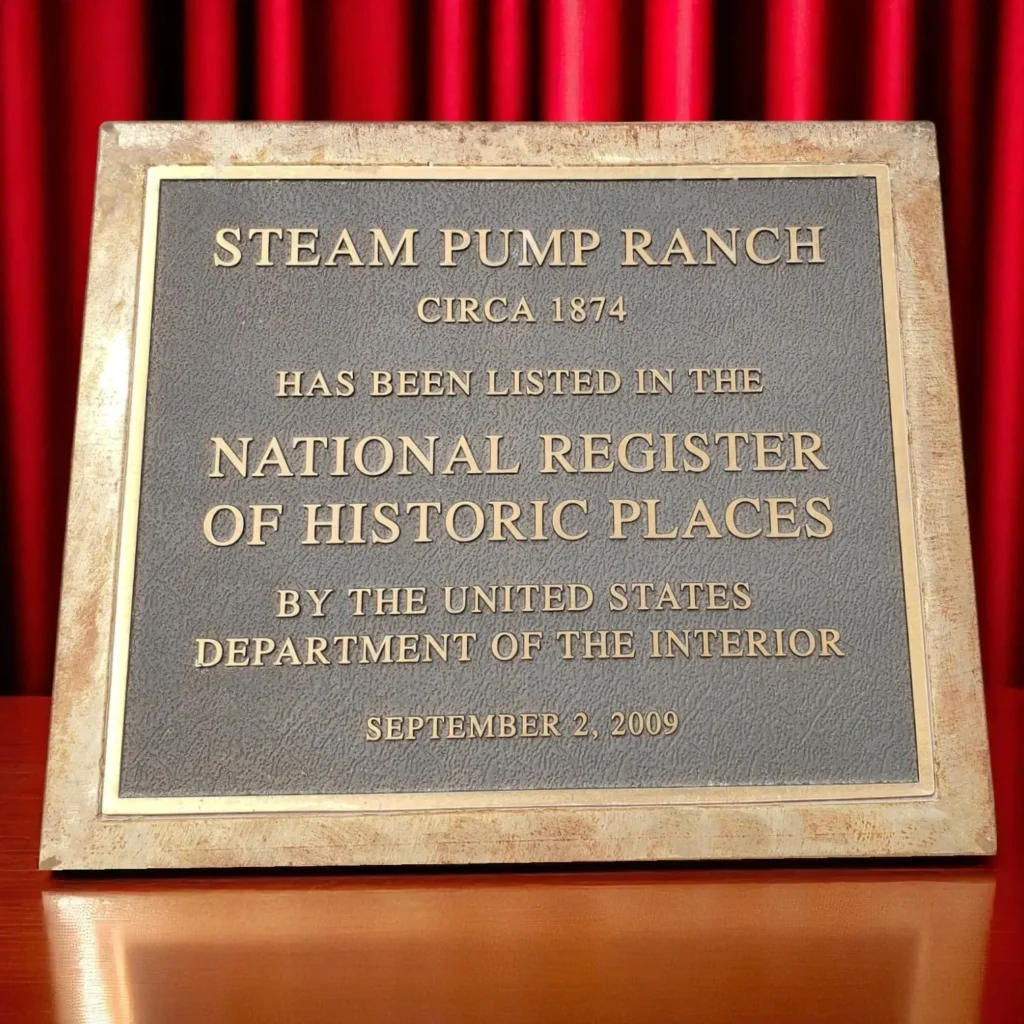 STEAM PUMP RANCH
CIRCA 1874
HAS BEEN LISTED IN THE
NATIONAL REGISTER
OF HISTORIC PLACES
BY THE UNITED STATES
DEPARTMENT OF THE INTERIOR
SEPTEMBER 2, 2009